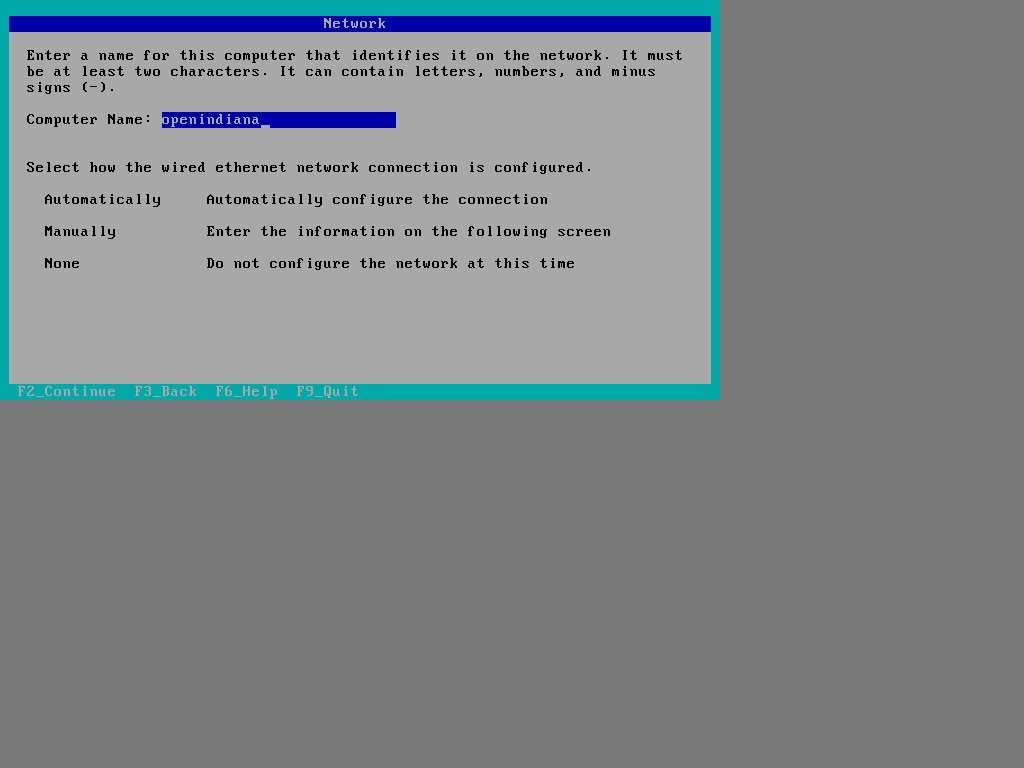 Network
Enter a name for this computer that identifies it on the network. It must
be at least two characters. It can contain letters, numbers, and minus
signs (-).
Computer Name: openindiana_
Select how the wired ethernet network connection is configured.
Automatically Automatically configure the connection
Manually Enter the information on the following screen
None Do not configure the network at this time
F2_Continue F3_Back F6_Help F9_Quit